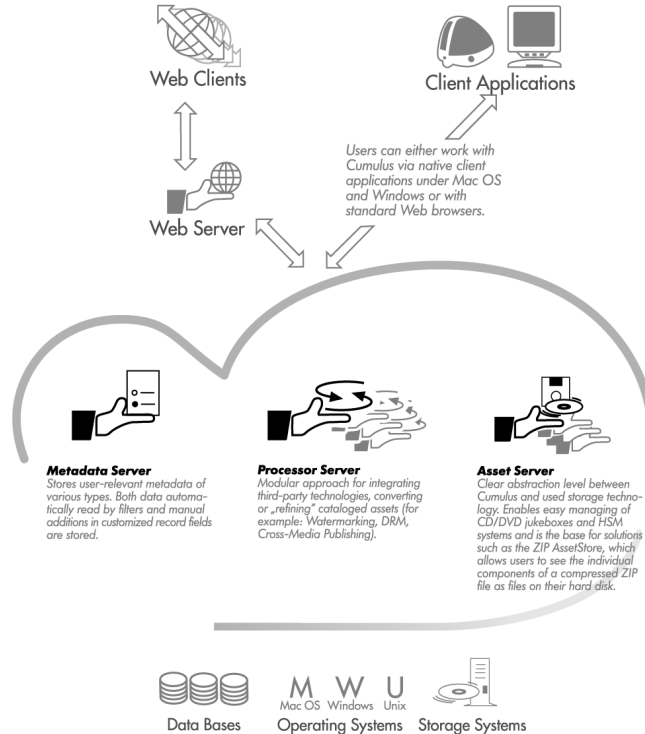 Web Clients
Client Applications
Users can either work with
Cumulus via native client
applications under Mac OS
and Windows or with
standard Web browsers.
Web Server
Metadata Server
Stores user-relevant metadata of
various types. Both data automa-
tically read by filters and manual
additions in customized record fields
are stored.
Processor Server
Modular approach for integrating
third-party technologies, converting
or „refining" cataloged assets (for
example: Watermarking, DRM,
Cross-Media Publishing).
Asset Server
Clear abstraction level between
Cumulus and used storage techno-
logy. Enables easy managing of
CD/DVD jukeboxes and HSM
systems and is the base for solutions
such as the ZIP AssetStore, which
allows users to see the individual
components of a compressed ZIP
file as files on their hard disk.
M W U
Mac OS Windows Unix
Data Bases
Operating Systems
Storage Systems